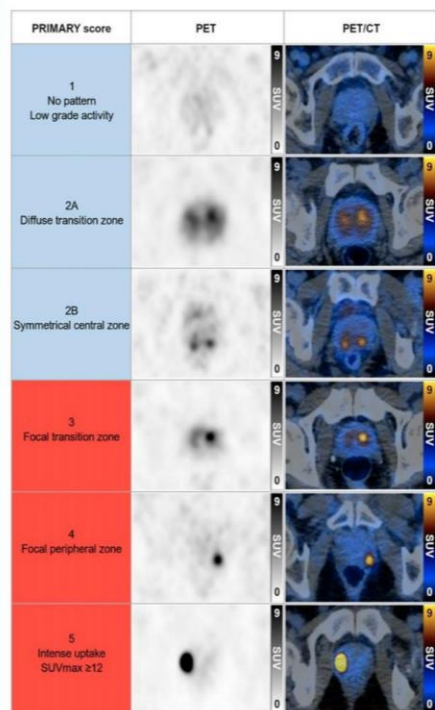 PRIMARY score PET PET/CT
1
No pattern
Low grade activity
9
SUV
0
9
SUV
0
2A
Diffuse transition zone
9
SUV
0
9
SUV
0
2B
Symmetrical central zone
9
SUV
0
9
SUV
0
3
Focal transition zone
9
SUV
0
9
SUV
0
4
Focal peripheral zone
9
SUV
0
9
SUV
0
5
Intense uptake
SUVmax ≥12
9
SUV
0
9
SUV
0